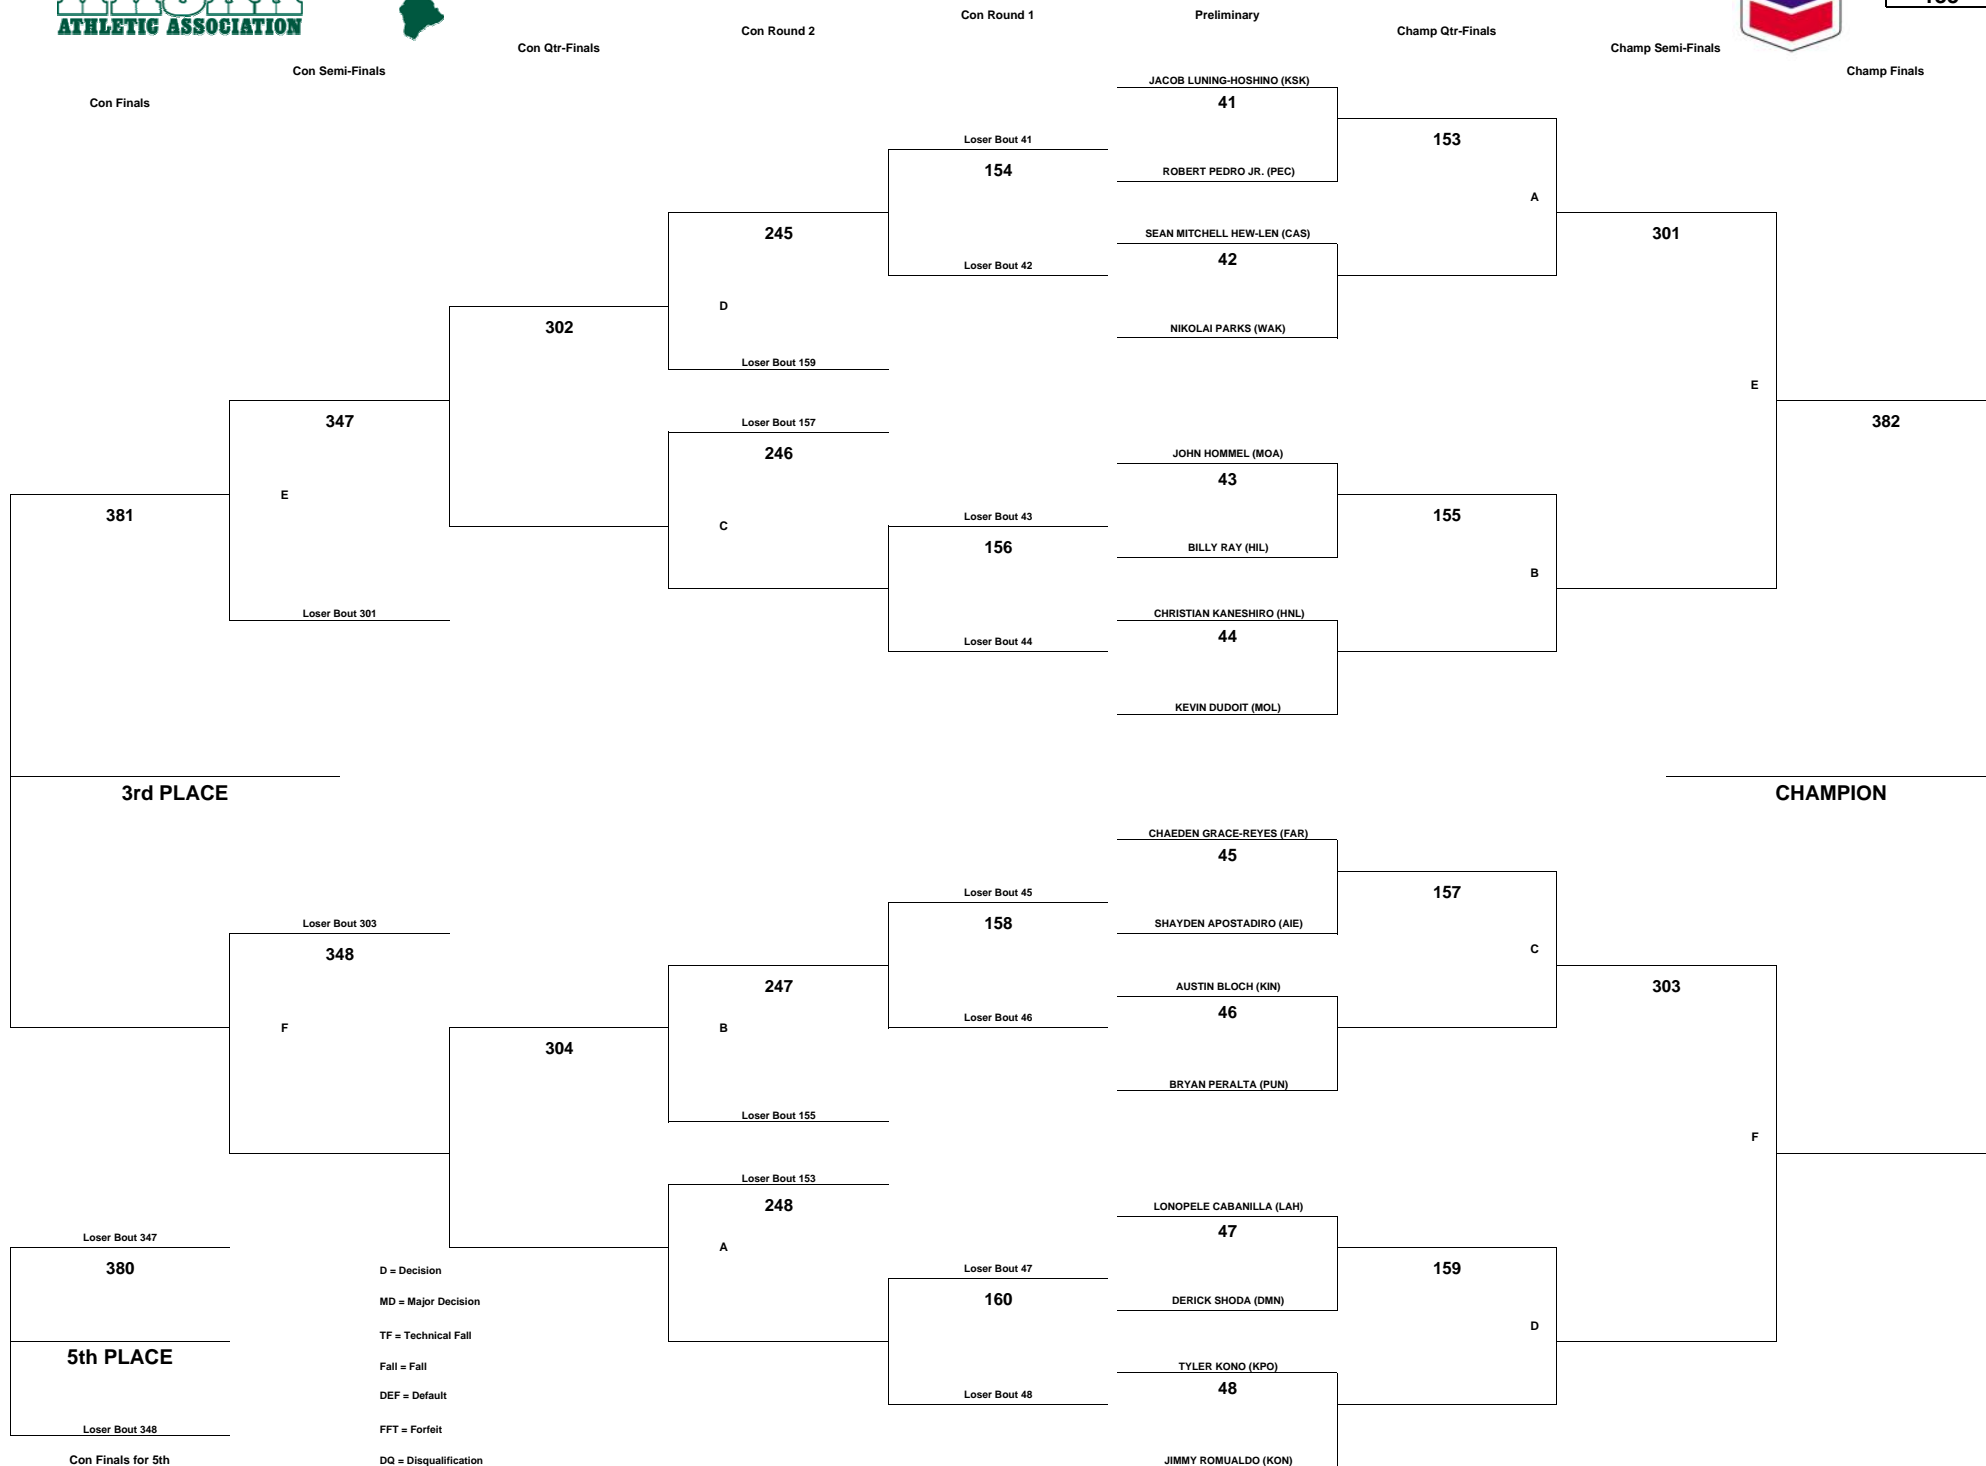 ATHLETIC ASSOCIATION
Con Finals
Con Semi-Finals
Con Qtr-Finals
Con Round 2
Con Round 1
Preliminary
Champ Qtr-Finals
Champ Semi-Finals
Champ Finals
JACOB LUNING-HOSHINO (KSK)
41
Loser Bout 41
153
154
ROBERT PEDRO JR. (PEC)
A
245
SEAN MITCHELL HEW-LEN (CAS)
301
42
Loser Bout 42
D
302
NIKOLAI PARKS (WAK)
Loser Bout 159
E
347
Loser Bout 157
382
246
JOHN HOMMEL (MOA)
43
E
381
Loser Bout 43
155
C
156
BILLY RAY (HIL)
B
Loser Bout 301
CHRISTIAN KANESHIRO (HNL)
44
Loser Bout 44
KEVIN DUDOIT (MOL)
3rd PLACE
CHAMPION
CHAEDEN GRACE-REYES (FAR)
45
Loser Bout 45
157
Loser Bout 303
158
SHAYDEN APOSTADIRO (AIE)
348
C
247
AUSTIN BLOCH (KIN)
303
46
Loser Bout 46
F
B
304
BRYAN PERALTA (PUN)
Loser Bout 155
F
Loser Bout 153
248
LONOPELE CABANILLA (LAH)
47
Loser Bout 347
A
380
D = Decision
Loser Bout 47
159
MD = Major Decision
160
DERICK SHODA (DMN)
D
TF = Technical Fall
5th PLACE
Fall = Fall
TYLER KONO (KPO)
48
DEF = Default
Loser Bout 48
Loser Bout 348
FFT = Forfeit
Con Finals for 5th
DQ = Disqualification
JIMMY ROMUALDO (KON)